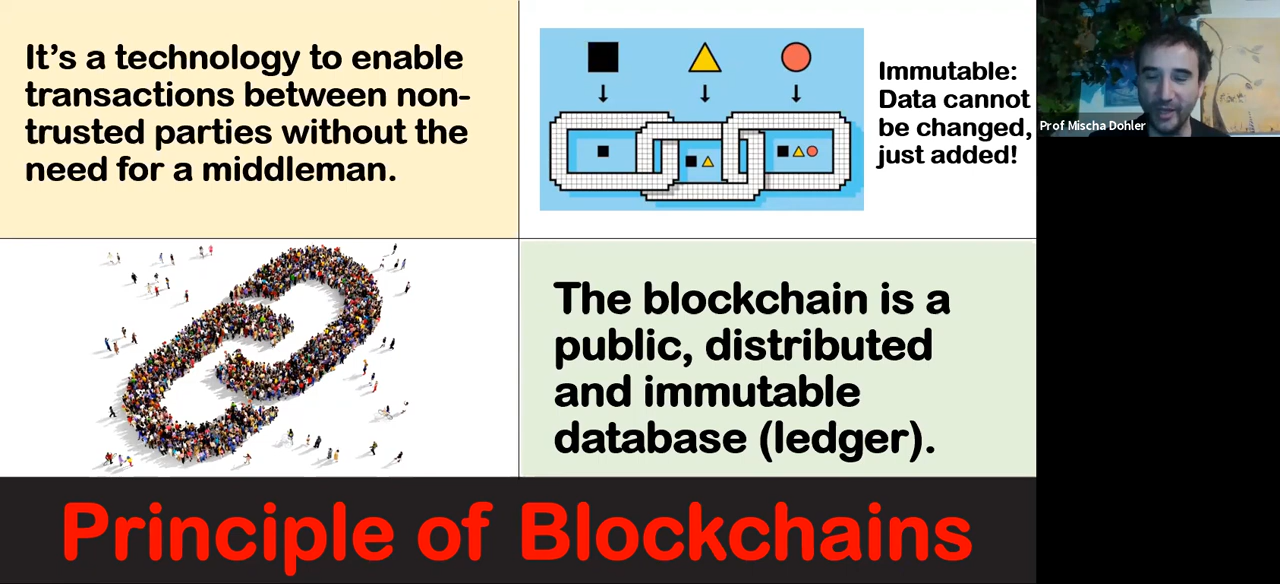 It’s a technology to enable
transactions between non-
trusted parties without the
need for a middleman.
Immutable:
Data cannot
be changed,
just added!
Prof Mischa Dohler
The blockchain is a
public, distributed
and immutable
database (ledger).
Principle of Blockchains